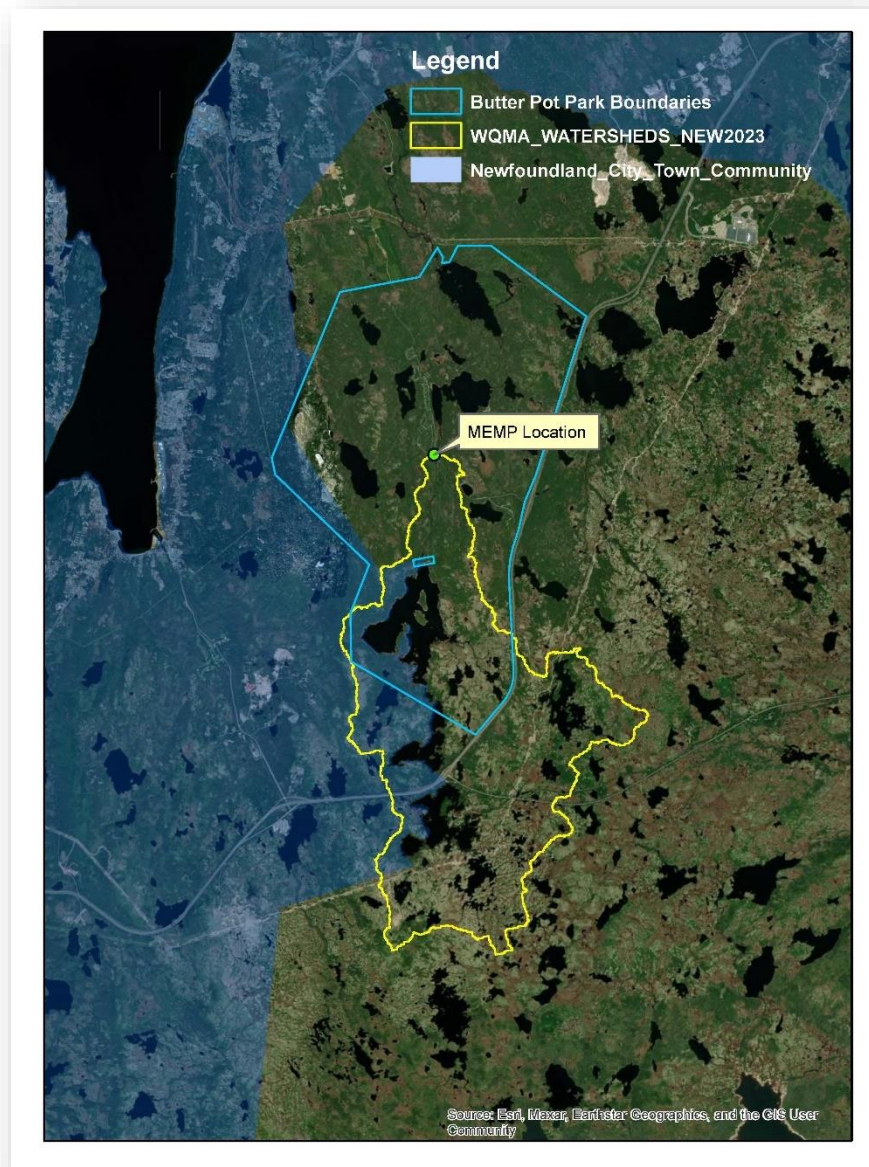 Legend
Butter Pot Park Boundaries
WQMA_WATERSHEDS_NEW2023
Newfoundland_City_Town_Community
MEMP Location
Source: Esri, Maxar, Earthstar Geographics, and the GIS User
Community